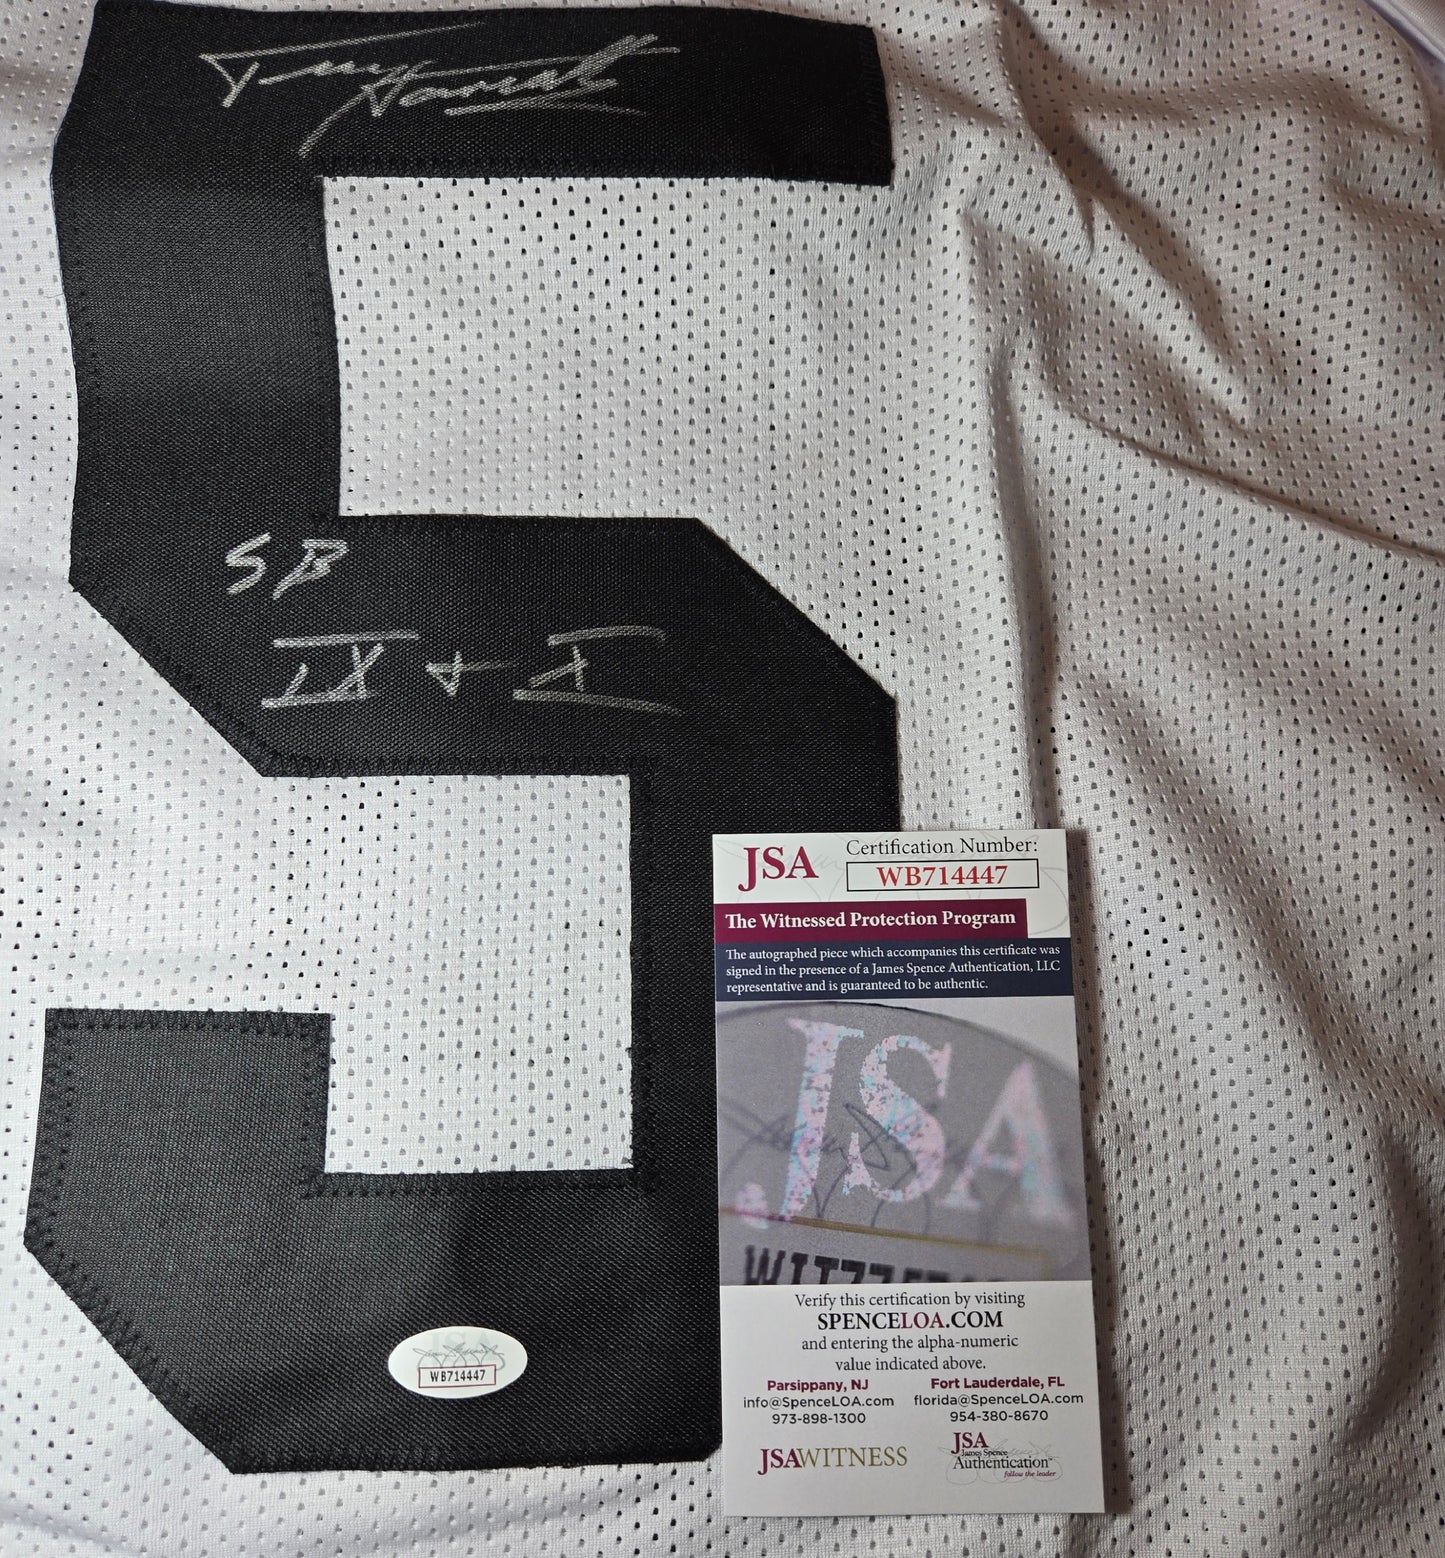 Terry Hanratty
SB
IX + X
5
JSA
Certification Number:
WB714447
The Witnessed Protection Program
The autographed piece which accompanies this certificate was
signed in the presence of a James Spence Authentication, LLC
representative and is guaranteed to be authentic.
JSA
Verify this certification by visiting
SPENCELOA.COM
and entering the alpha-numeric
value indicated above.
Parsippany, NJ
info@SpenceLOA.com
973-898-1300
Fort Lauderdale, FL
florida@SpenceLOA.com
954-380-8670
JSAWITNESS
JSA
James Spence
Authentication
follow the leader
JSA
WB714447